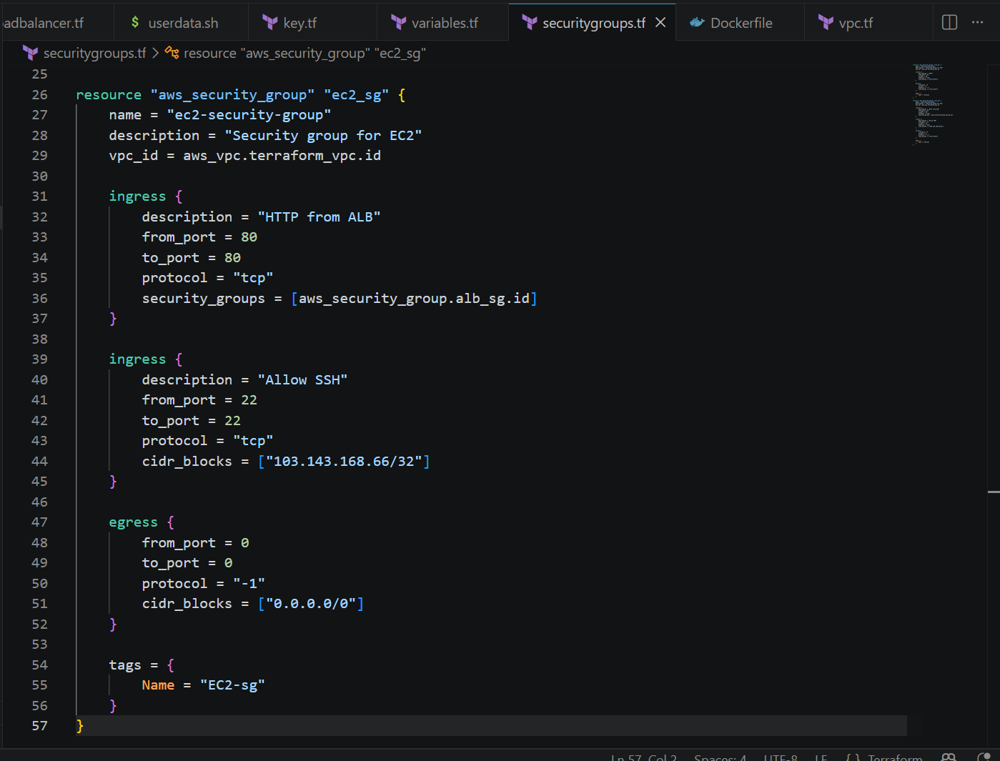 adbalancer.tf
$ userdata.sh
key.tf
variables.tf
securitygroups.tf
Dockerfile
vpc.tf
securitygroups.tf > resource "aws_security_group" "ec2_sg"
25
26 resource "aws_security_group" "ec2_sg" {
27     name = "ec2-security-group"
28     description = "Security group for EC2"
29     vpc_id = aws_vpc.terraform_vpc.id
30
31     ingress {
32         description = "HTTP from ALB"
33         from_port = 80
34         to_port = 80
35         protocol = "tcp"
36         security_groups = [aws_security_group.alb_sg.id]
37     }
38
39     ingress {
40         description = "Allow SSH"
41         from_port = 22
42         to_port = 22
43         protocol = "tcp"
44         cidr_blocks = ["103.143.168.66/32"]
45     }
46
47     egress {
48         from_port = 0
49         to_port = 0
50         protocol = "-1"
51         cidr_blocks = ["0.0.0.0/0"]
52     }
53
54     tags = {
55         Name = "EC2-sg"
56     }
57 }
Ln 57, Col 2 Spaces: 4 UTF-8 LF {} Terraform